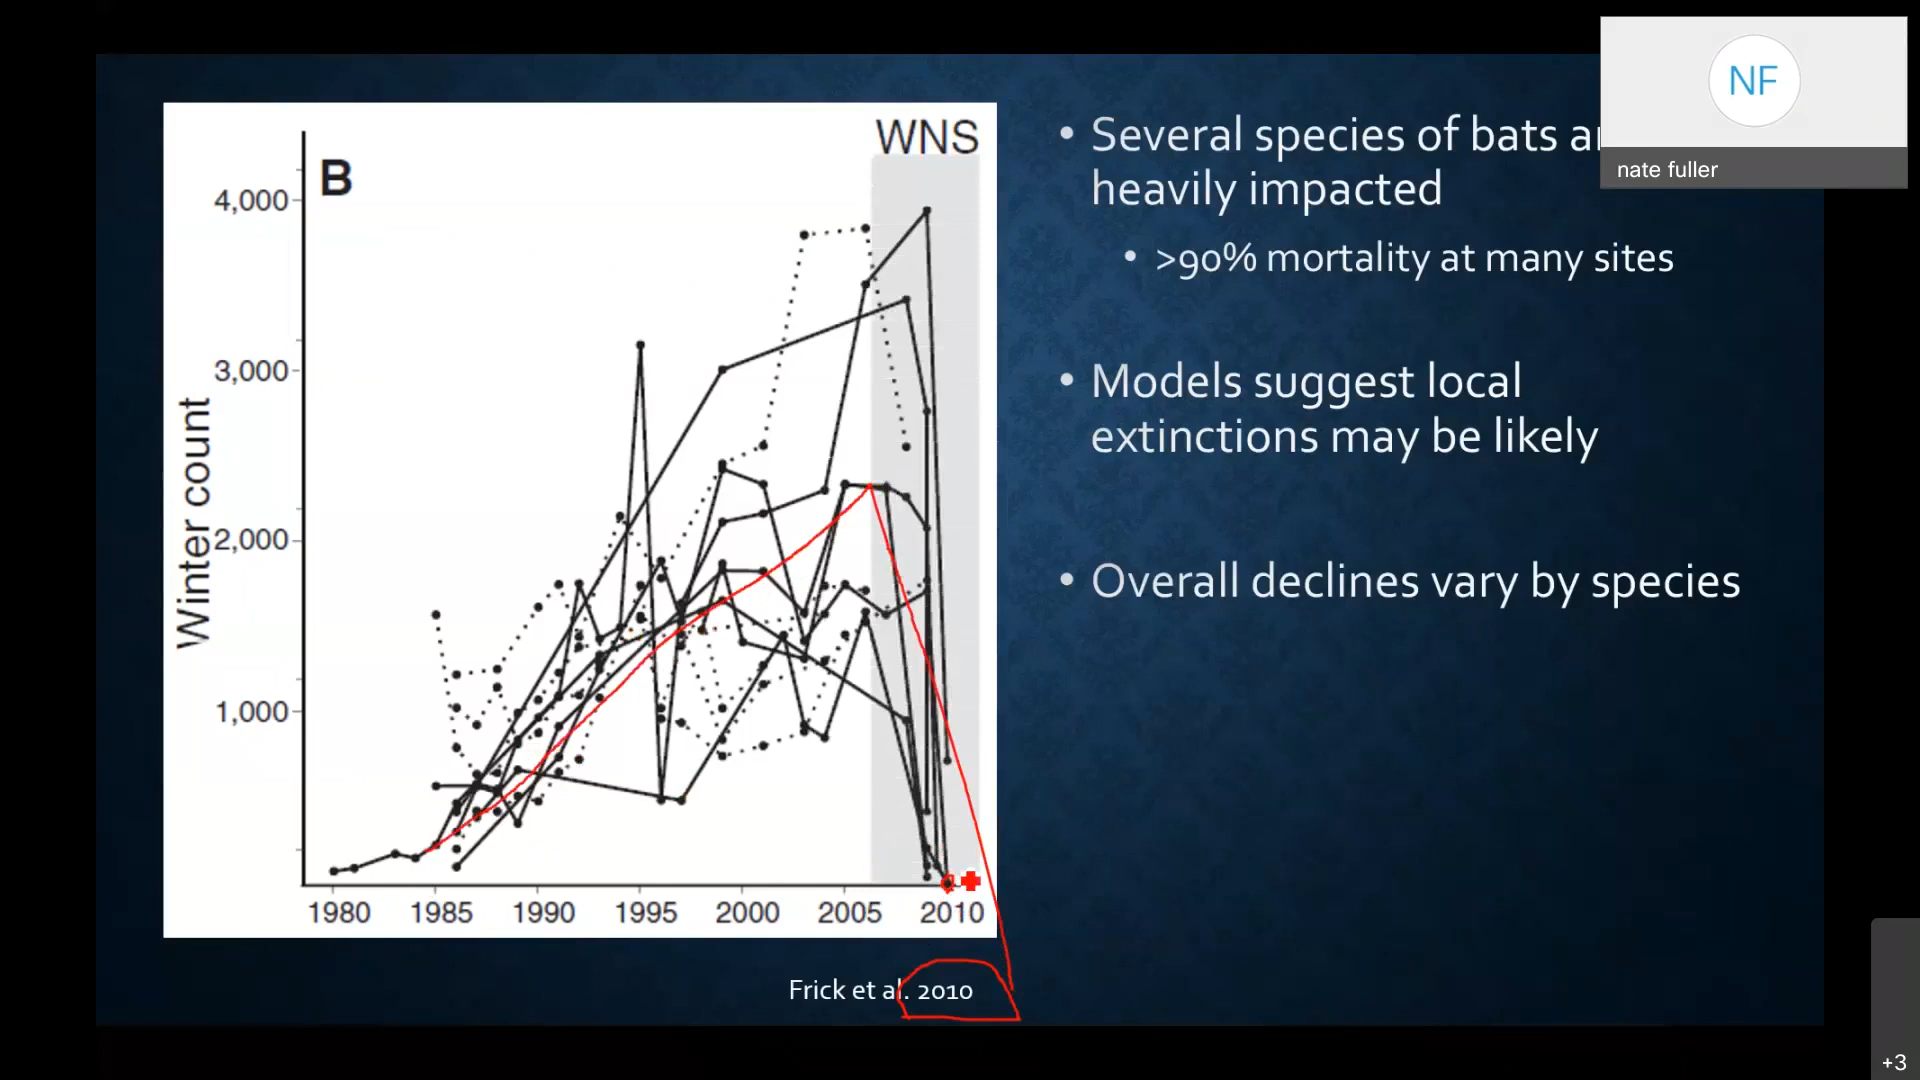 WNS
B
4,000
3,000
2,000
1,000
Winter count
1980 1985 1990 1995 2000 2005 2010
Frick et al. 2010
• Several species of bats
heavily impacted
• >90% mortality at many sites
• Models suggest local
extinctions may be likely
• Overall declines vary by species
NF
nate fuller
+3